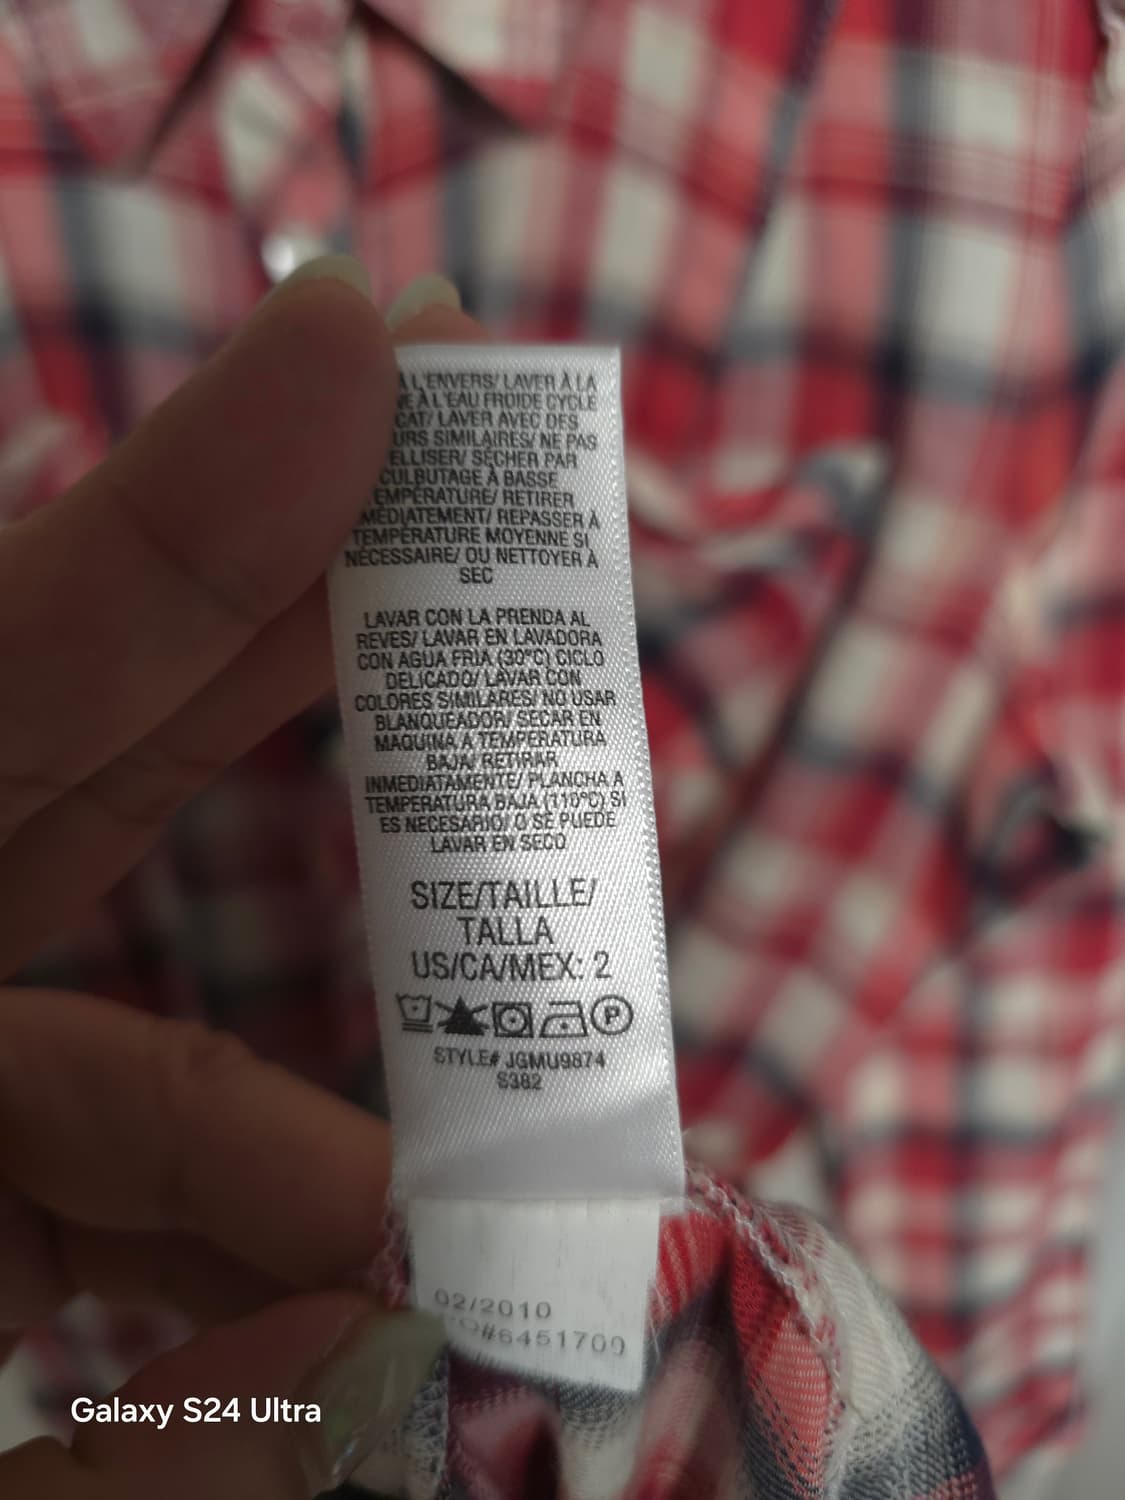 À L'ENVERS/ LAVER À LA
À L'EAU FROIDE CYCLE
LAVER AVEC DES
SIMILAIRES/ NE PAS
SÉCHER PAR
CULBUTAGE À BASSE
RETIRER
REPASSER À
TEMPÉRATURE MOYENNE SI
NÉCESSAIRE/ OU NETTOYER À
SEC
LAVAR CON LA PRENDA AL
REVES/ LAVAR EN LAVADORA
CON AGUA FRIA (30°C) CICLO
DELICADO/ LAVAR CON
COLORES SIMILARES/ NO USAR
BLANQUEADOR/ SECAR EN
MAQUINA A TEMPERATURA
BAJA/ RETIRAR
INMEDIATAMENTE/ PLANCHA A
TEMPERATURA BAJA (110°C) SI
ES NECESARIO/ O SE PUEDE
LAVAR EN SECO
SIZE/TAILLE/
TALLA
US/CA/MEX: 2
P
STYLE# JGMU9874
S382
02/2010
O#6451709
Galaxy S24 Ultra